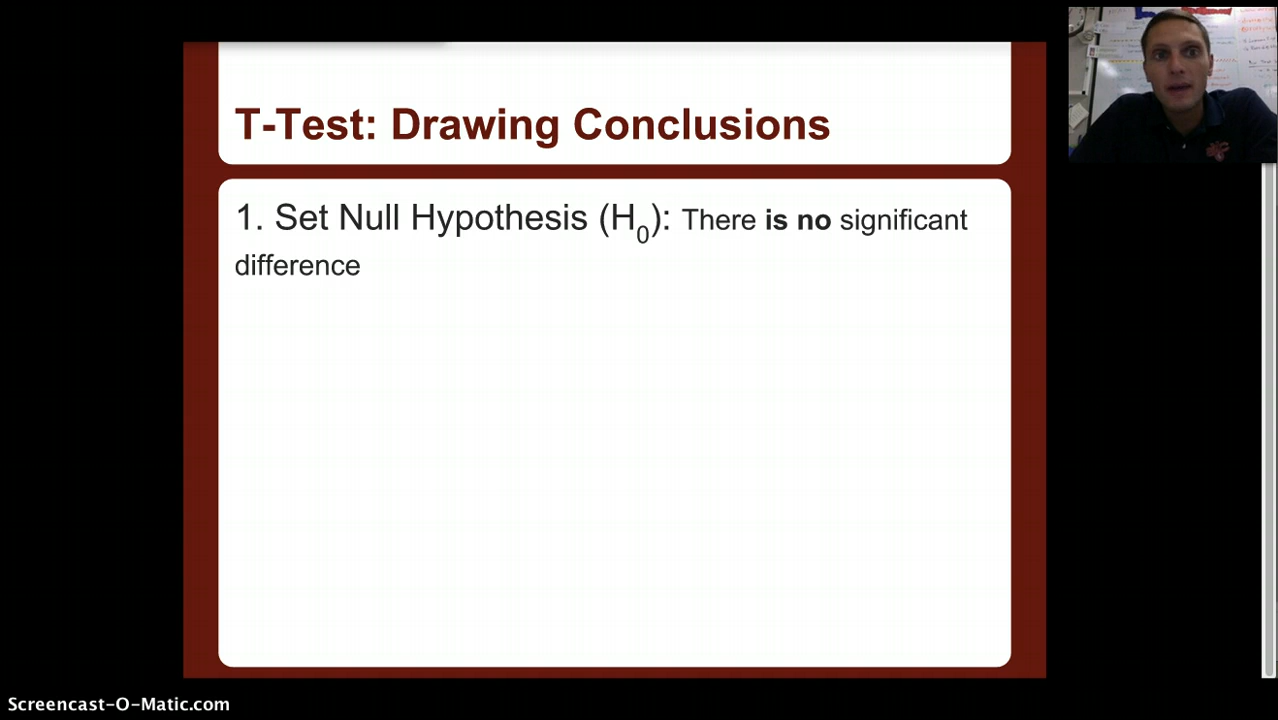 T-Test: Drawing Conclusions
1. Set Null Hypothesis (H0): There is no significant
difference
Screencast-O-Matic.com